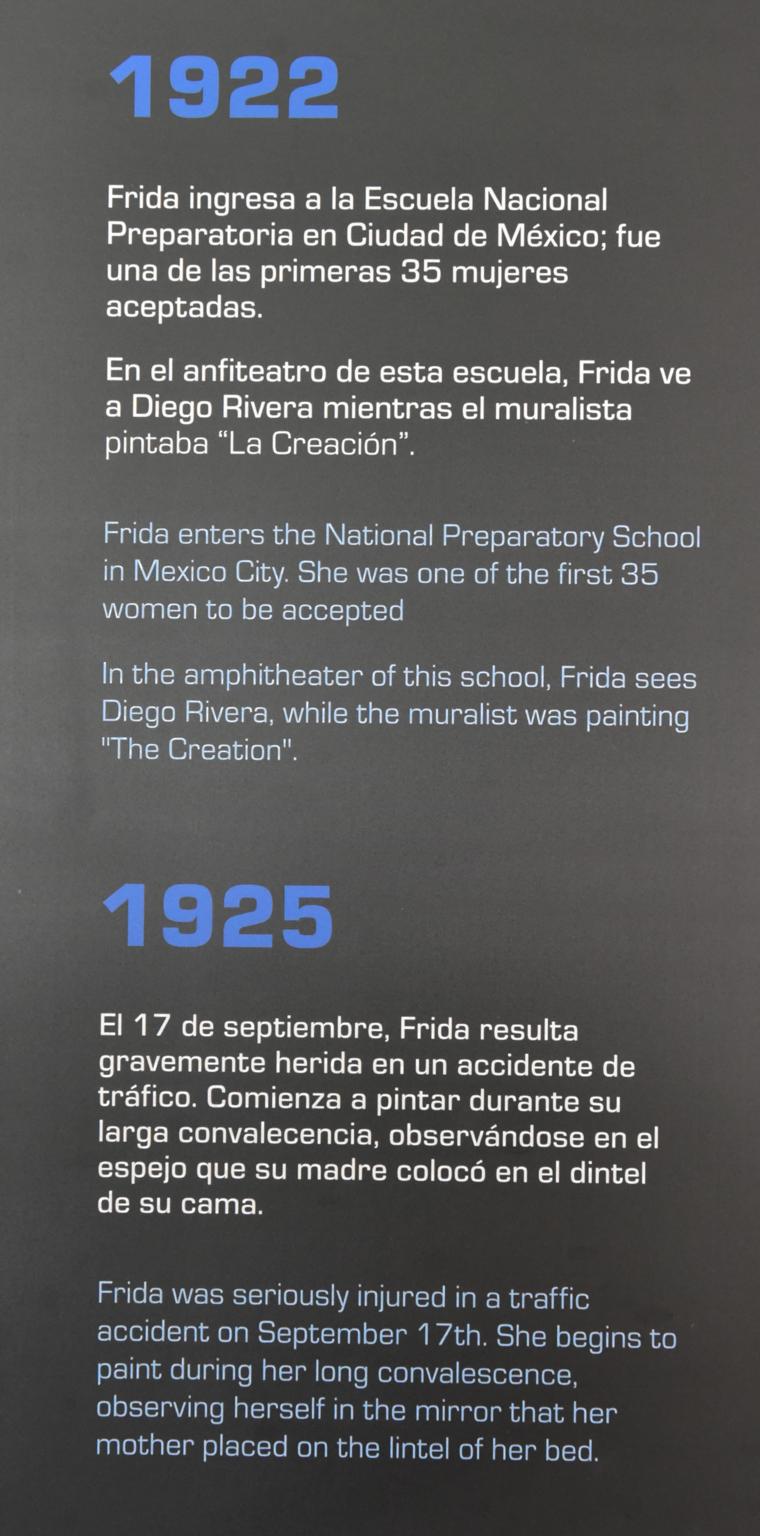 1922
Frida ingresa a la Escuela Nacional
Preparatoria en Ciudad de México; fue
una de las primeras 35 mujeres
aceptadas.
En el anfiteatro de esta escuela, Frida ve
a Diego Rivera mientras el muralista
pintaba “La Creación”.
Frida enters the National Preparatory School
in Mexico City. She was one of the first 35
women to be accepted
In the amphitheater of this school, Frida sees
Diego Rivera, while the muralist was painting
"The Creation".
1925
El 17 de septiembre, Frida resulta
gravemente herida en un accidente de
tráfico. Comienza a pintar durante su
larga convalecencia, observándose en el
espejo que su madre colocó en el dintel
de su cama.
Frida was seriously injured in a traffic
accident on September 17th. She begins to
paint during her long convalescence,
observing herself in the mirror that her
mother placed on the lintel of her bed.